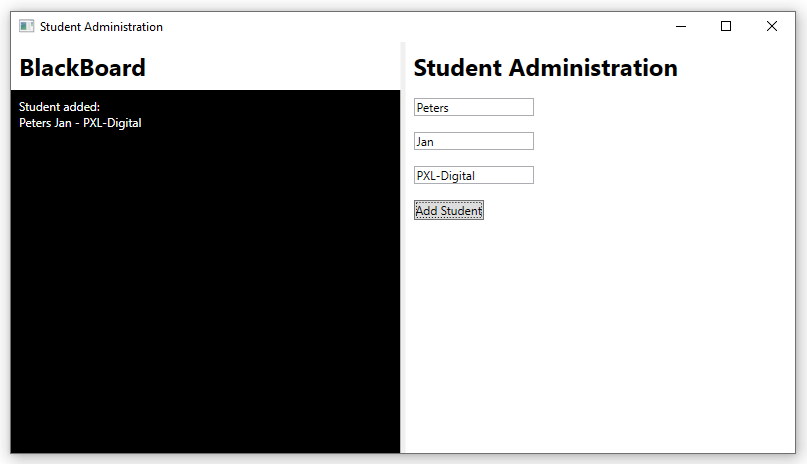 Student Administration
BlackBoard
Student added:
Peters Jan - PXL-Digital
Student Administration
Peters
Jan
PXL-Digital
Add Student